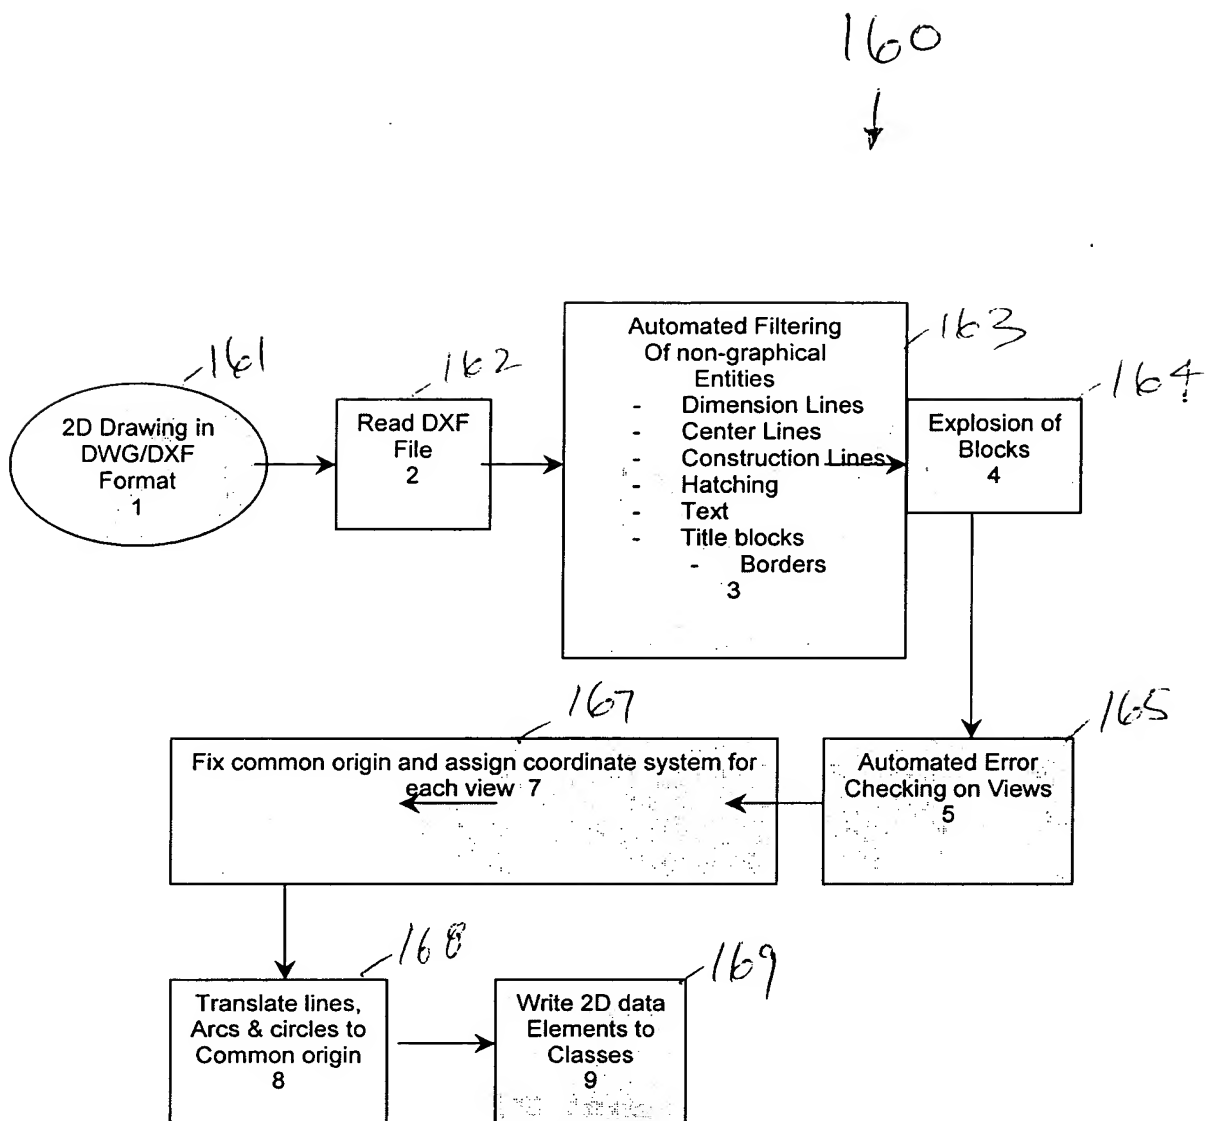 160
161
2D Drawing in
DWG/DXF
Format
1
162
Read DXF
File
2
163
Automated Filtering
Of non-graphical
Entities
- Dimension Lines
- Center Lines
- Construction Lines
- Hatching
- Text
- Title blocks
- Borders
3
164
Explosion of
Blocks
4
165
Automated Error
Checking on Views
5
167
Fix common origin and assign coordinate system for
each view 7
168
Translate lines,
Arcs & circles to
Common origin
8
169
Write 2D data
Elements to
Classes
9